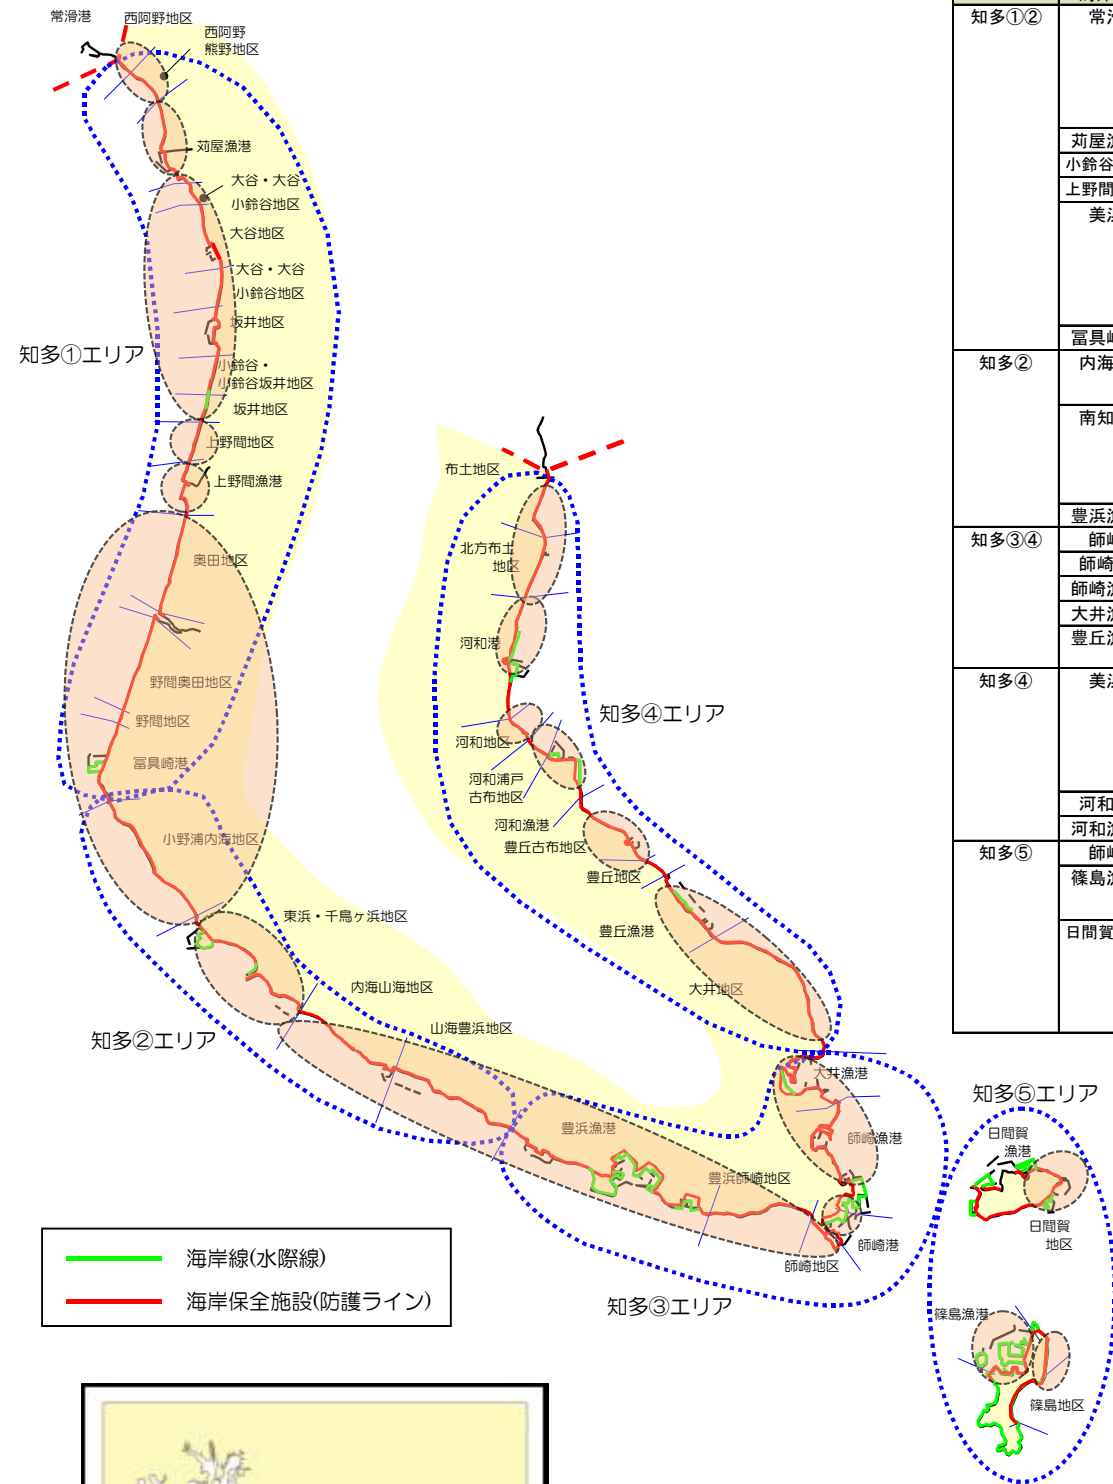 常滑港
西阿野地区
西阿野
熊野地区
苅屋漁港
大谷・大谷
小鈴谷地区
大谷地区
大谷・大谷
小鈴谷地区
坂井地区
知多①エリア
小鈴谷・
小鈴谷坂井地区
坂井地区
上野間地区
上野間漁港
奥田地区
野間奥田地区
野間地区
冨具崎港
小野浦内海地区
東浜・千鳥ヶ浜地区
内海山海地区
山海豊浜地区
知多②エリア
豊浜漁港
豊浜師崎地区
師崎地区
知多③エリア
布土地区
北方布土
地区
河和港
知多④エリア
河和地区
河和浦戸
古布地区
河和漁港
豊丘古布地区
豊丘地区
豊丘漁港
大井地区
大井漁港
師崎漁港
師崎港
知多⑤エリア
日間賀
漁港
日間賀
地区
篠島漁港
篠島地区
海岸線(水際線)
海岸保全施設(防護ライン)
知多①② 常
苅屋
小鈴谷
上野間
美
冨具崎
知多② 内海
南知
豊浜
知多③④ 師
師崎
師崎
大井
豊丘
知多④ 美
河和
河和
知多⑤ 師
篠島
日間賀